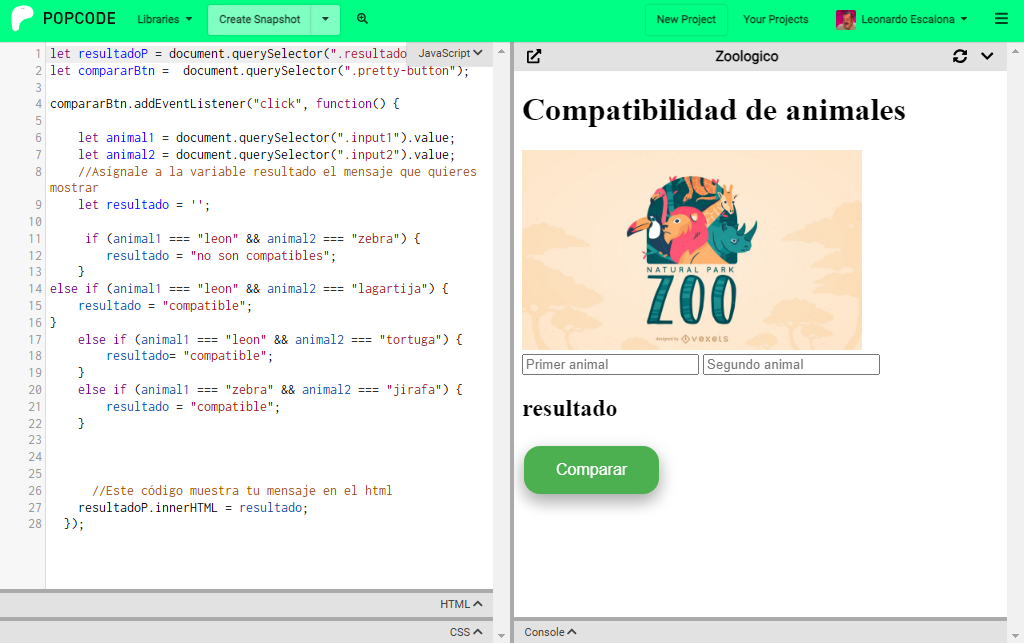 POPCODE Libraries Create Snapshot New Project Your Projects Leonardo Escalona
1 let resultadoP = document.querySelector(".resultado JavaScript
2 let compararBtn =  document.querySelector(".pretty-button");
3
4 compararBtn.addEventListener("click", function() {
5
6     let animal1 = document.querySelector(".input1").value;
7     let animal2 = document.querySelector(".input2").value;
8     //Asígnale a la variable resultado el mensaje que quieres
mostrar
9     let resultado = '';
10
11      if (animal1 === "leon" && animal2 === "zebra") {
12         resultado = "no son compatibles";
13     }
14 else if (animal1 === "leon" && animal2 === "lagartija") {
15     resultado = "compatible";
16 }
17     else if (animal1 === "leon" && animal2 === "tortuga") {
18         resultado= "compatible";
19     }
20     else if (animal1 === "zebra" && animal2 === "jirafa") {
21         resultado = "compatible";
22     }
23
24
25
26       //Este código muestra tu mensaje en el html
27     resultadoP.innerHTML = resultado;
28   });
HTML
CSS
Zoologico
Compatibilidad de animales
NATURAL PARK
ZOO
designed by vexels
Primer animal Segundo animal
resultado
Comparar
Console